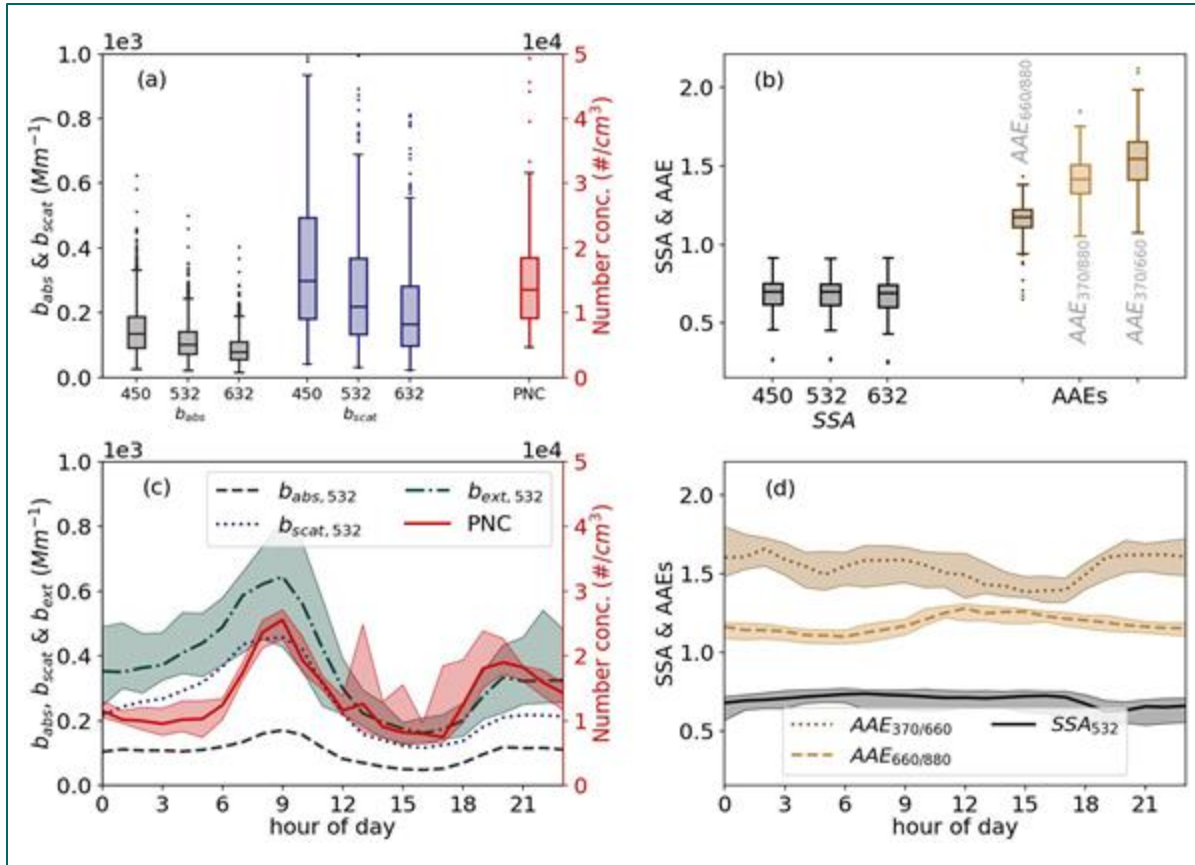 1e3
1e4
(a)
b_abs & b_scat (Mm⁻¹)
1.0
0.8
0.6
0.4
0.2
0.0
5
4
3
2
1
0
Number conc. (#/cm³)
450 532 632 450 532 632 PNC
b_abs b_scat
(b)
SSA & AAE
2.0
1.5
1.0
0.5
AAE_660/880
AAE_370/880
AAE_370/660
450 532 632 AAEs
SSA
1e3
1e4
(c)
b_abs, b_scat & b_ext (Mm⁻¹)
1.0
0.8
0.6
0.4
0.2
0.0
b_abs, 532
b_scat, 532
b_ext, 532
PNC
5
4
3
2
1
0
Number conc. (#/cm³)
0 3 6 9 12 15 18 21
hour of day
(d)
SSA & AAEs
2.0
1.5
1.0
0.5
AAE_370/660
AAE_660/880
SSA_532
0 3 6 9 12 15 18 21
hour of day